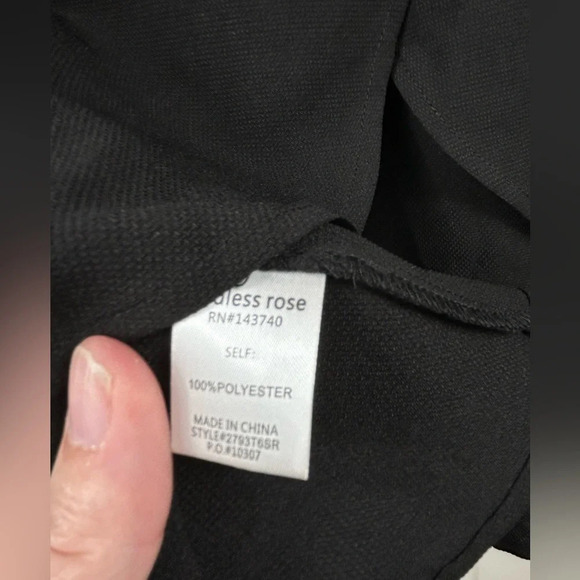 dless rose
RN#143740
SELF:
100%POLYESTER
MADE IN CHINA
STYLE#2793T6SR
P.O.#10307